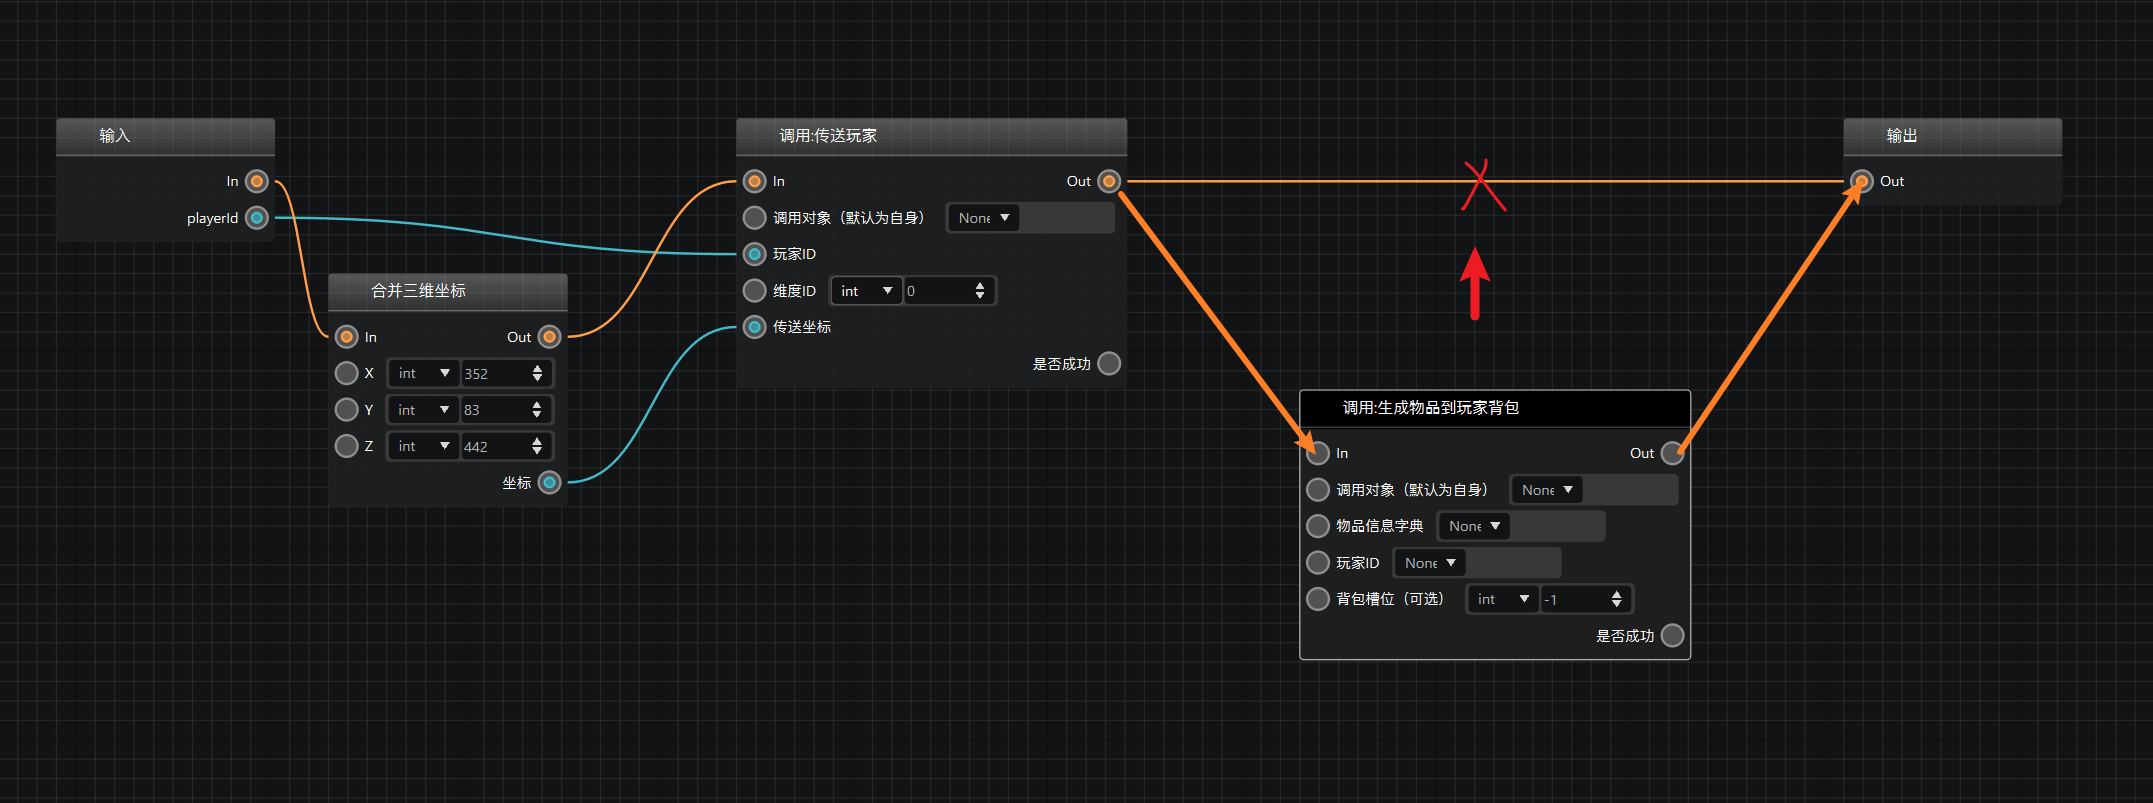 输入
In
playerId
合并三维坐标
In
Out
X int 352
Y int 83
Z int 442
坐标
调用:传送玩家
In
Out
调用对象（默认为自身） None
玩家ID
维度ID int 0
传送坐标
是否成功
调用:生成物品到玩家背包
In
Out
调用对象（默认为自身） None
物品信息字典 None
玩家ID None
背包槽位（可选） int -1
是否成功
输出
Out